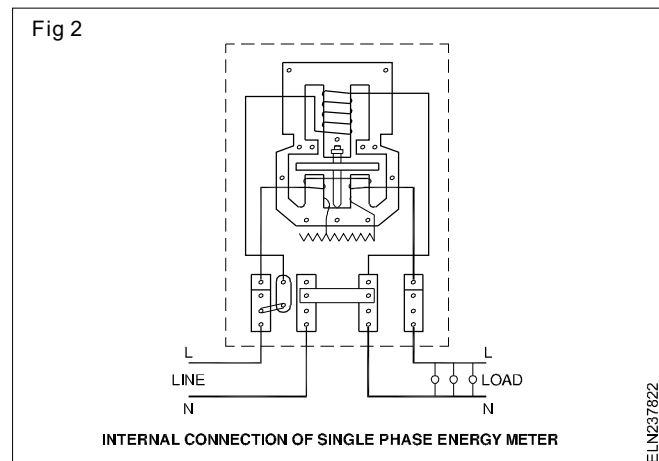 Fig 2
L
LINE
N
L
LOAD
N
INTERNAL CONNECTION OF SINGLE PHASE ENERGY METER
ELN237822